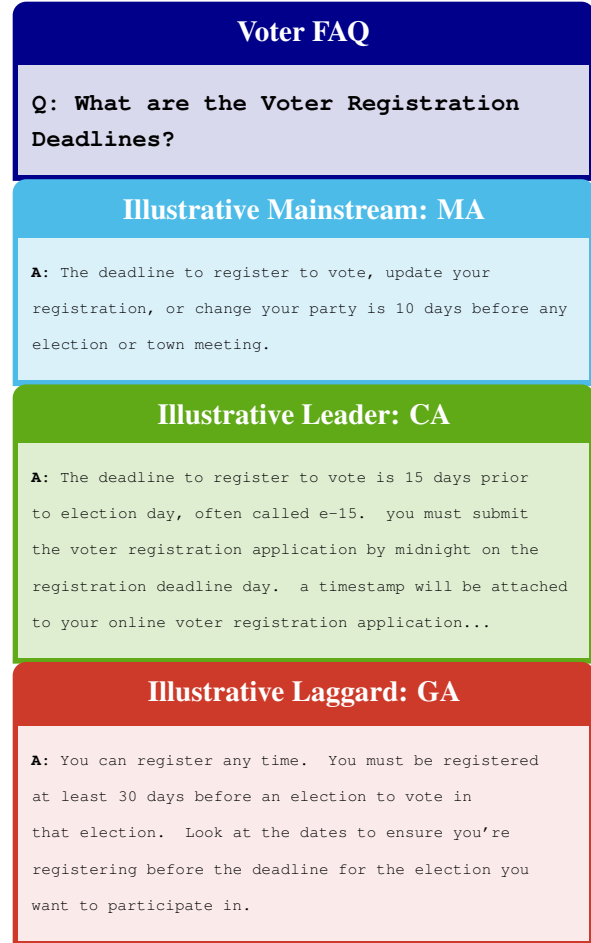 Voter FAQ
Q: What are the Voter Registration
Deadlines?
Illustrative Mainstream: MA
A: The deadline to register to vote, update your
registration, or change your party is 10 days before any
election or town meeting.
Illustrative Leader: CA
A: The deadline to register to vote is 15 days prior
to election day, often called e-15. you must submit
the voter registration application by midnight on the
registration deadline day. a timestamp will be attached
to your online voter registration application...
Illustrative Laggard: GA
A: You can register any time. You must be registered
at least 30 days before an election to vote in
that election. Look at the dates to ensure you're
registering before the deadline for the election you
want to participate in.